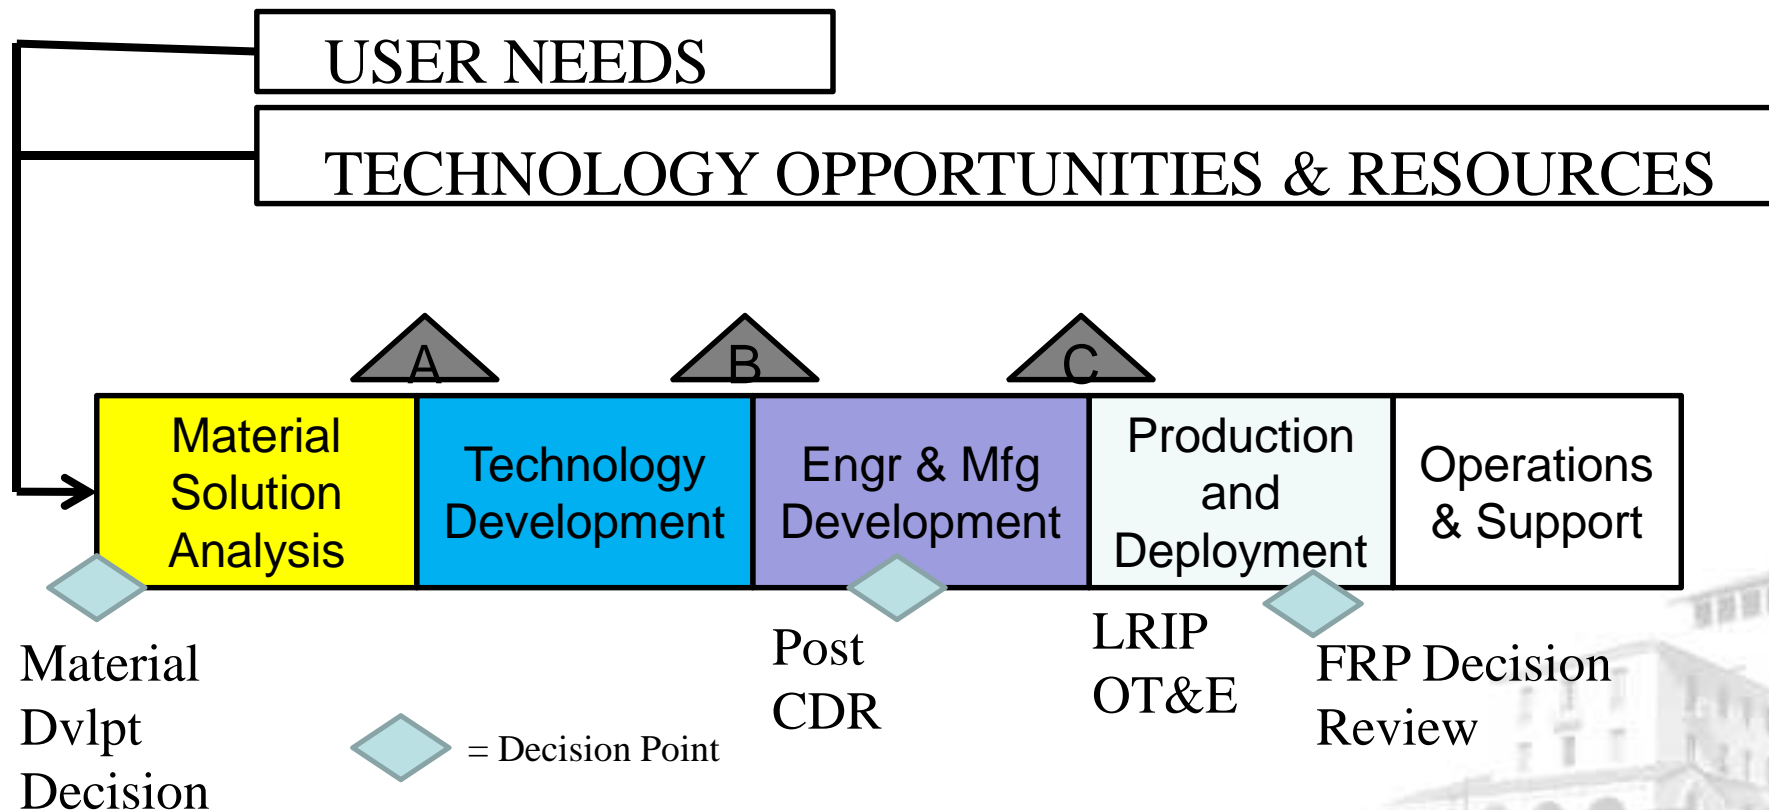 USER NEEDS
TECHNOLOGY OPPORTUNITIES & RESOURCES
A
B
C
Material
Solution
Analysis
Technology
Development
Engr & Mfg
Development
Production
and
Deployment
Operations
& Support
Material
Dvlpt
Decision
= Decision Point
Post
CDR
LRIP
OT&E
FRP Decision
Review